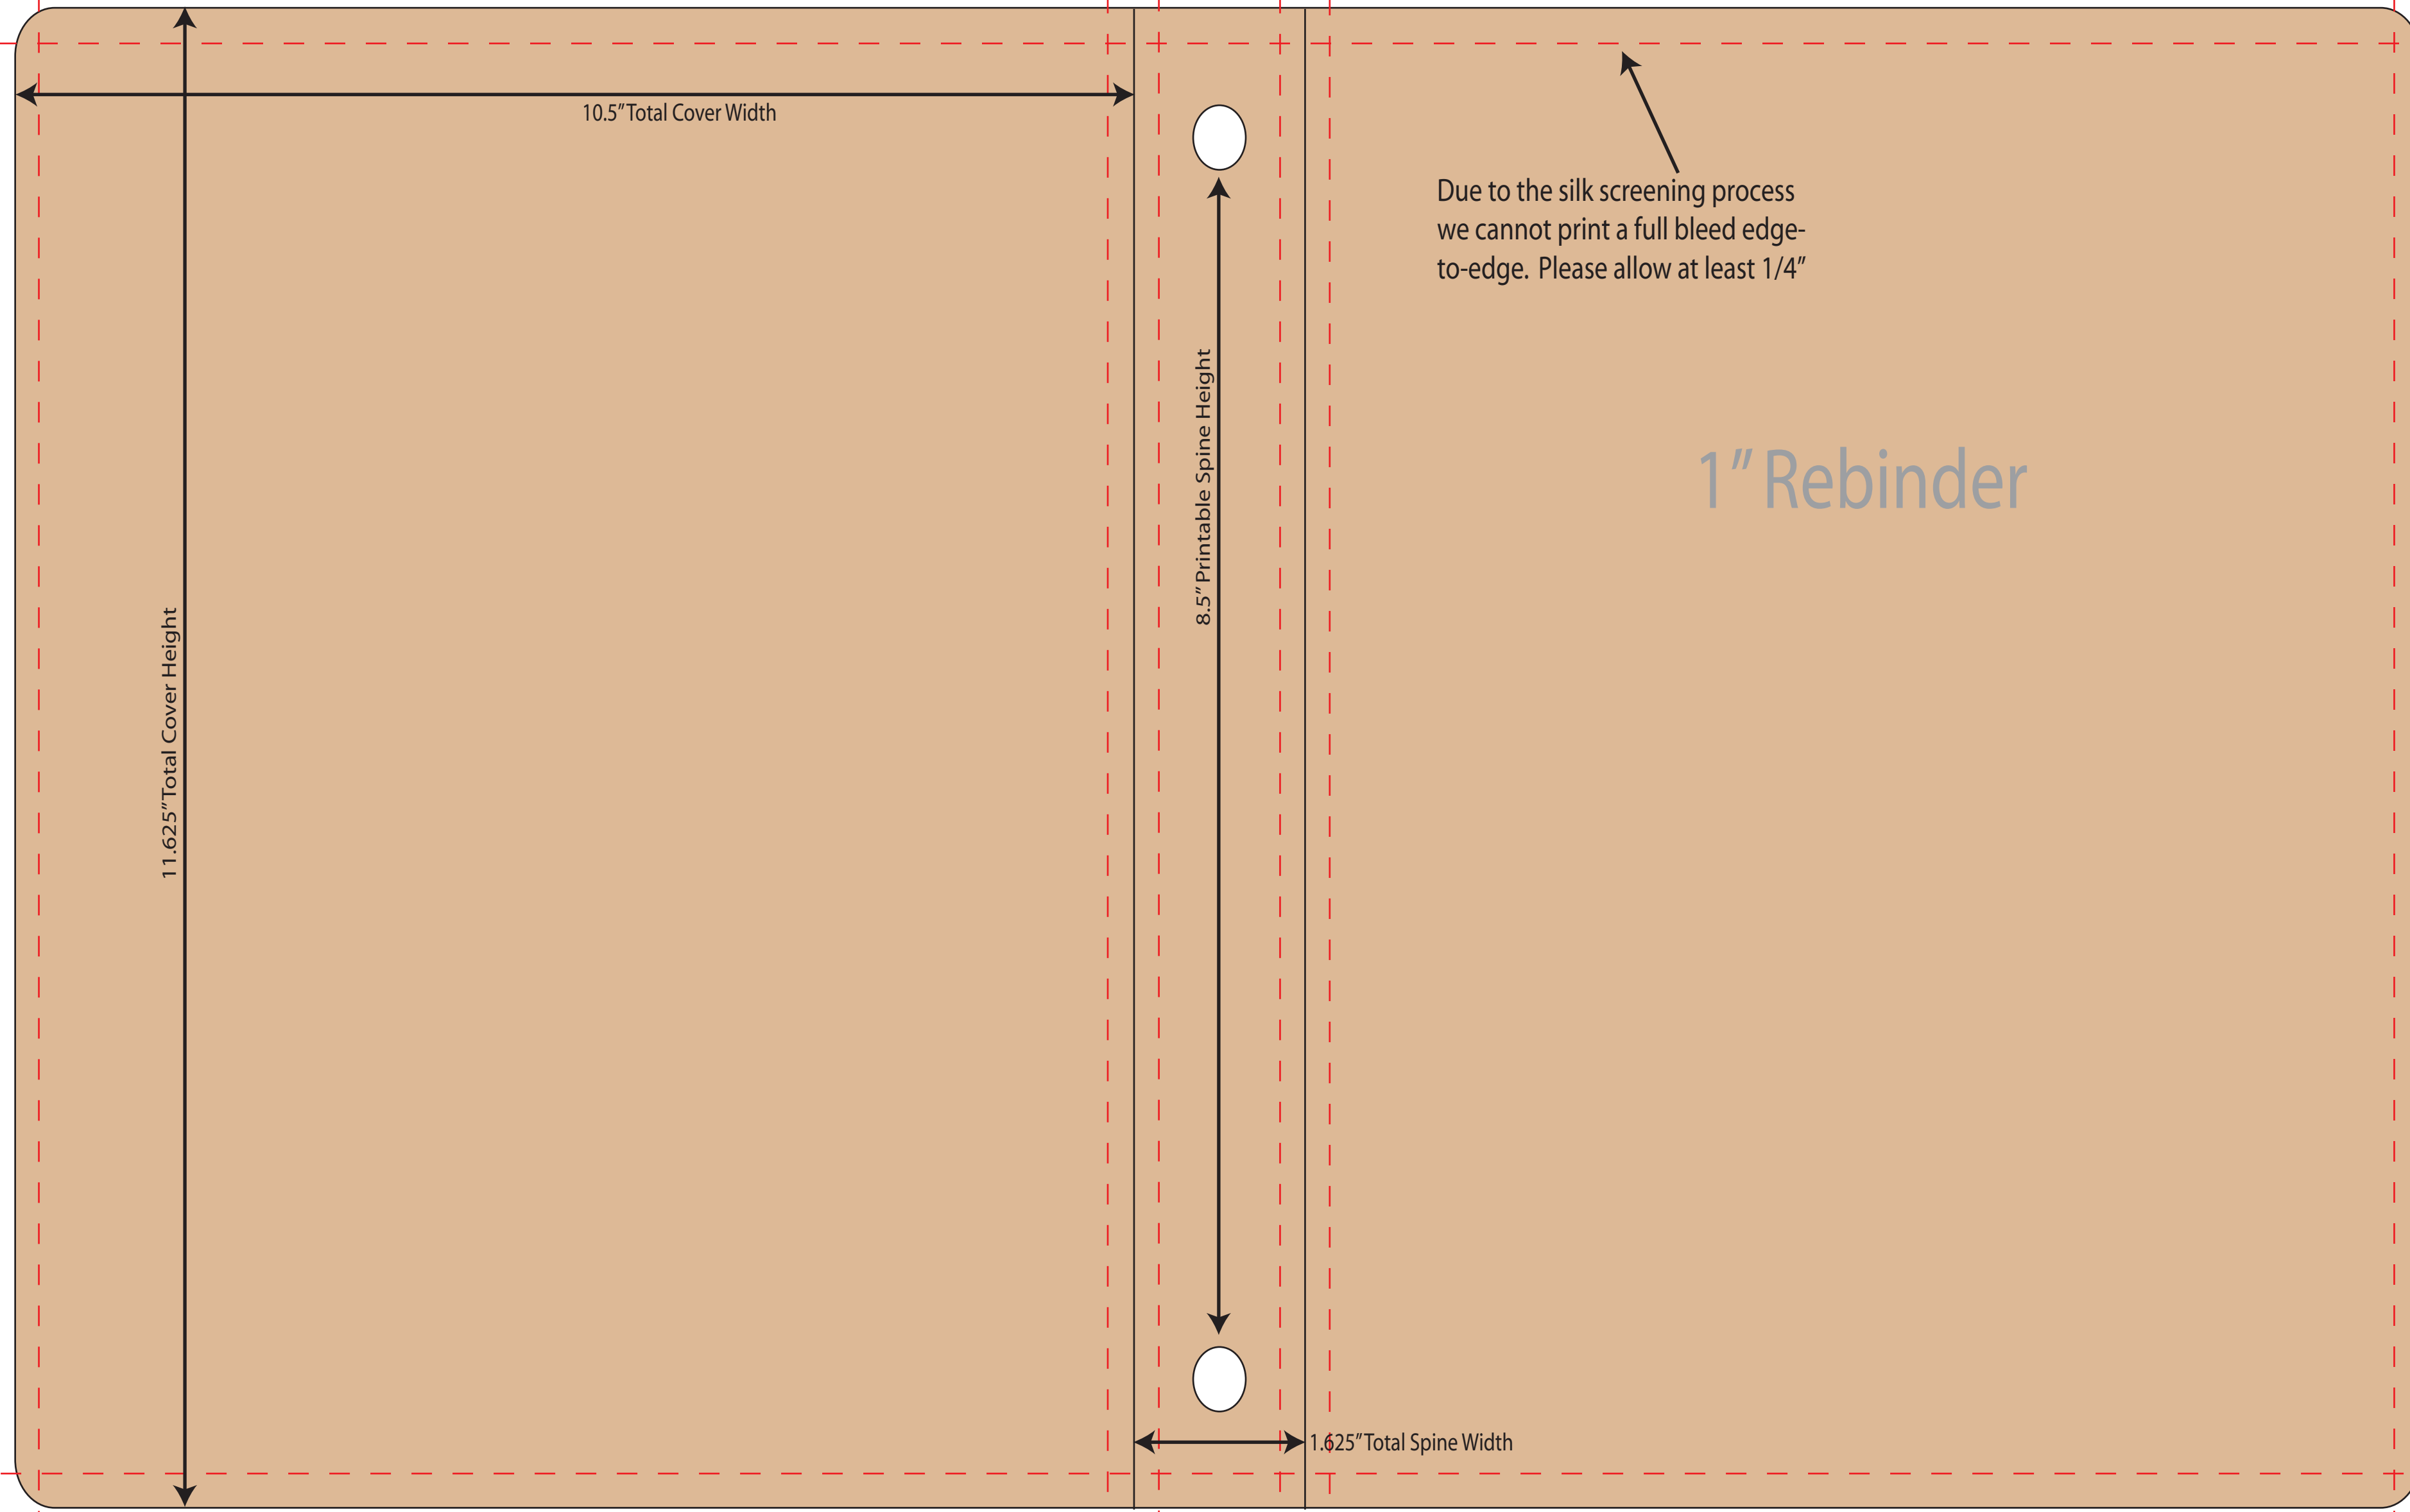 10.5” Total Cover Width
Due to the silk screening process
we cannot print a full bleed edge-
to-edge. Please allow at least 1/4”
8.5” Printable Spine Height
1” Rebinder
11.625” Total Cover Height
1.625” Total Spine Width